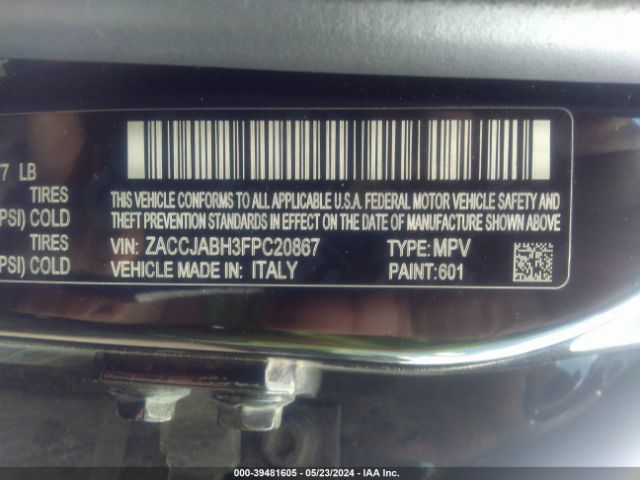 7 LB
TIRES
PSI) COLD
TIRES
PSI) COLD
THIS VEHICLE CONFORMS TO ALL APPLICABLE U.S.A. FEDERAL MOTOR VEHICLE SAFETY AND
THEFT PREVENTION STANDARDS IN EFFECT ON THE DATE OF MANUFACTURE SHOWN ABOVE
VIN: ZACCJABH3FPC20867 TYPE: MPV
VEHICLE MADE IN: ITALY PAINT: 601
000-39481605 - 05/23/2024 - IAA Inc.